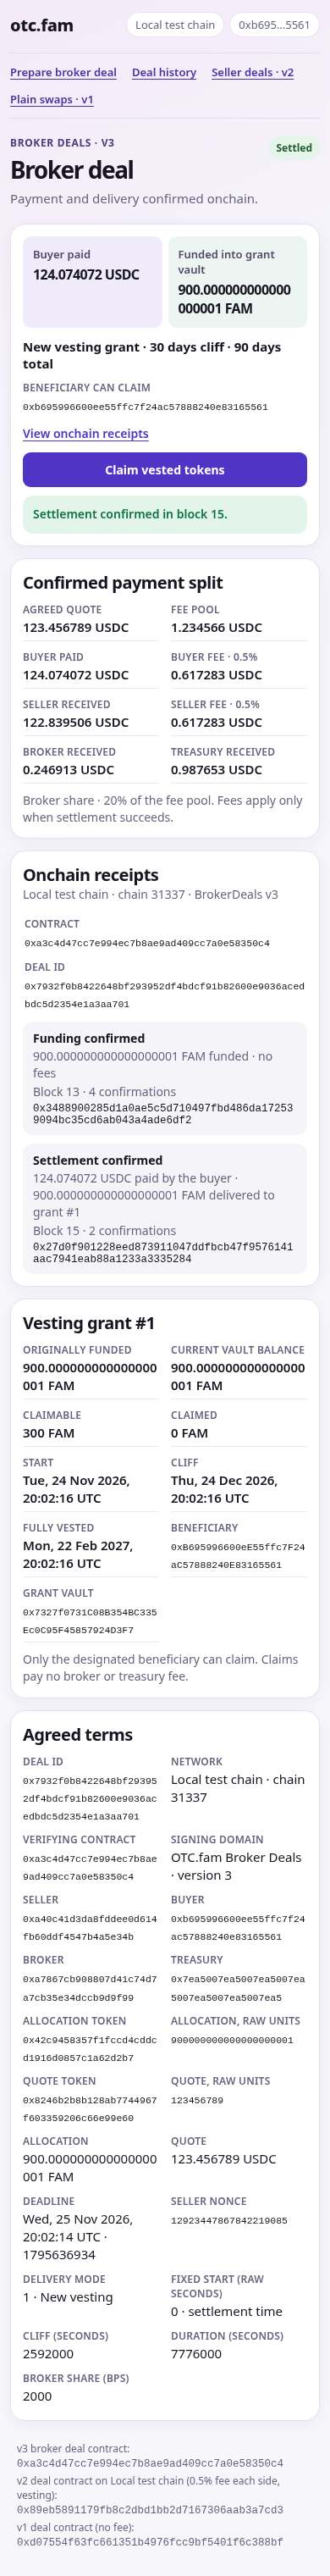 otc.fam
Local test chain
0xb695…5561
Prepare broker deal
Deal history
Seller deals · v2
Plain swaps · v1
BROKER DEALS · V3
Broker deal
Settled
Payment and delivery confirmed onchain.
Buyer paid
124.074072 USDC
Funded into grant
vault
900.000000000000
000001 FAM
New vesting grant · 30 days cliff · 90 days
total
BENEFICIARY CAN CLAIM
0xb695996600ee55ffc7f24ac57888240e83165561
View onchain receipts
Claim vested tokens
Settlement confirmed in block 15.
Confirmed payment split
AGREED QUOTE
123.456789 USDC
FEE POOL
1.234566 USDC
BUYER PAID
124.074072 USDC
BUYER FEE · 0.5%
0.617283 USDC
SELLER RECEIVED
122.839506 USDC
SELLER FEE · 0.5%
0.617283 USDC
BROKER RECEIVED
0.246913 USDC
TREASURY RECEIVED
0.987653 USDC
Broker share · 20% of the fee pool. Fees apply only
when settlement succeeds.
Onchain receipts
Local test chain · chain 31337 · BrokerDeals v3
CONTRACT
0xa3c4d47cc7e994ec7b8ae9ad409cc7a0e58350c4
DEAL ID
0x7932f0b8422648bf293952df4bdcf91b82600e9036aced
bdc5d2354e1a3aa701
Funding confirmed
900.000000000000000001 FAM funded · no
fees
Block 13 · 4 confirmations
0x3488900285d1a0ae5c5d710497fbd486da17253
9094bc35cd6ab043a4ade6df2
Settlement confirmed
124.074072 USDC paid by the buyer ·
900.000000000000000001 FAM delivered to
grant #1
Block 15 · 2 confirmations
0x27d0f901228eed873911047ddfbcb47f9576141
aac7941eab88a1233a3335284
Vesting grant #1
ORIGINALLY FUNDED
900.000000000000000
001 FAM
CURRENT VAULT BALANCE
900.000000000000000
001 FAM
CLAIMABLE
300 FAM
CLAIMED
0 FAM
START
Tue, 24 Nov 2026,
20:02:16 UTC
CLIFF
Thu, 24 Dec 2026,
20:02:16 UTC
FULLY VESTED
Mon, 22 Feb 2027,
20:02:16 UTC
BENEFICIARY
0xB695996600eE55ffc7F24
aC57888240E83165561
GRANT VAULT
0x7327f0731C08B354BC335
Ec0C95F45857924D3F7
Only the designated beneficiary can claim. Claims
pay no broker or treasury fee.
Agreed terms
DEAL ID
0x7932f0b8422648bf29395
2df4bdcf91b82600e9036ac
edbdc5d2354e1a3aa701
NETWORK
Local test chain · chain
31337
VERIFYING CONTRACT
0xa3c4d47cc7e994ec7b8ae
9ad409cc7a0e58350c4
SIGNING DOMAIN
OTC.fam Broker Deals
· version 3
SELLER
0xa40c41d3da8fddee0d614
fb60ddf4547b4a5e34b
BUYER
0xb695996600ee55ffc7f24
ac57888240e83165561
BROKER
0xa7867cb908807d41c74d7
a7cb35e34dccb9d9f99
TREASURY
0x7ea5007ea5007ea5007ea
5007ea5007ea5007ea5
ALLOCATION TOKEN
0x42c9458357f1fccd4cddc
d1916d0857c1a62d2b7
ALLOCATION, RAW UNITS
900000000000000000001
QUOTE TOKEN
0x8246b2b8b128ab7744967
f603359206c66e99e60
QUOTE, RAW UNITS
123456789
ALLOCATION
900.000000000000000
001 FAM
QUOTE
123.456789 USDC
DEADLINE
Wed, 25 Nov 2026,
20:02:14 UTC ·
1795636934
SELLER NONCE
1292344786784221​9085
DELIVERY MODE
1 · New vesting
FIXED START (RAW
SECONDS)
0 · settlement time
CLIFF (SECONDS)
2592000
DURATION (SECONDS)
7776000
BROKER SHARE (BPS)
2000
v3 broker deal contract:
0xa3c4d47cc7e994ec7b8ae9ad409cc7a0e58350c4
v2 deal contract on Local test chain (0.5% fee each side,
vesting):
0x89eb5891179fb8c2dbd1bb2d7167306aab3a7cd3
v1 deal contract (no fee):
0xd07554f63fc661351b4976fcc9bf5401f6c388bf